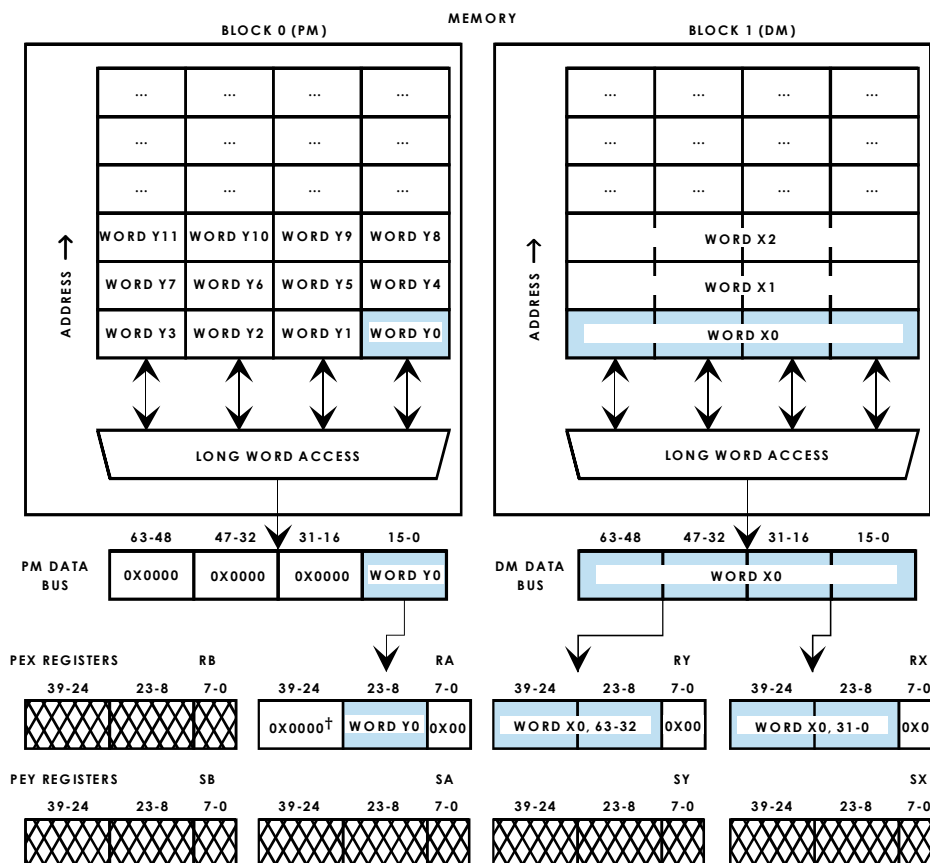 MEMORY
BLOCK 0 (PM) BLOCK 1 (DM)
... ... ... ... ... ... ... ...
... ... ... ... ... ... ... ...
... ... ... ... ... ... ... ...
WORD Y11 WORD Y10 WORD Y9 WORD Y8 WORD X2
WORD Y7 WORD Y6 WORD Y5 WORD Y4 WORD X1
WORD Y3 WORD Y2 WORD Y1 WORD Y0 WORD X0
ADDRESS ADDRESS
LONG WORD ACCESS LONG WORD ACCESS
63-48 47-32 31-16 15-0 63-48 47-32 31-16 15-0
PM DATA BUS 0X0000 0X0000 0X0000 WORD Y0 DM DATA BUS WORD X0
PEX REGISTERS RB RA RY RX
39-24 23-8 7-0 39-24 23-8 7-0 39-24 23-8 7-0 39-24 23-8 7-0
0X0000† WORD Y0 0X00 WORD X0, 63-32 0X00 WORD X0, 31-0 0X0
PEY REGISTERS SB SA SY SX
39-24 23-8 7-0 39-24 23-8 7-0 39-24 23-8 7-0 39-24 23-8 7-0